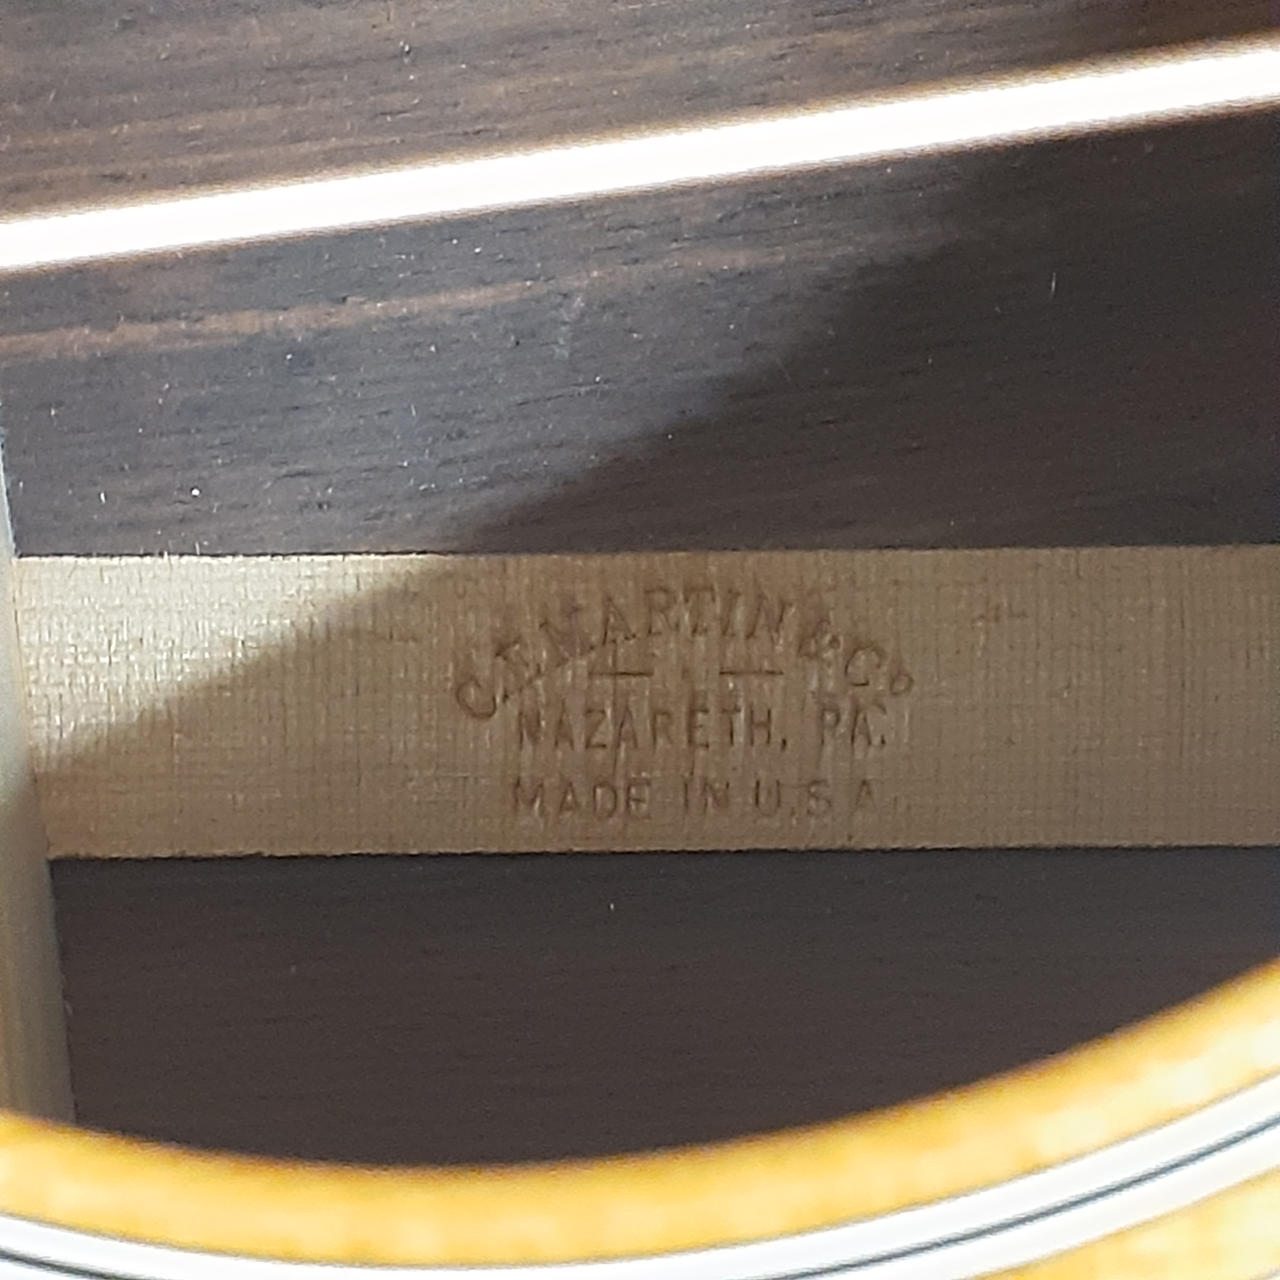 C.F. MARTIN & Co
NAZARETH, PA.
MADE IN U.S.A.